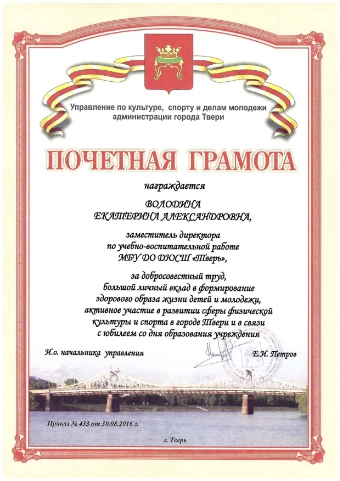 Управление по культуре, спорту и делам молодежи
администрации города Твери
ПОЧЕТНАЯ ГРАМОТА
награждается
ВОЛОДИНА
ЕКАТЕРИНА АЛЕКСАНДРОВНА,
заместитель директора
по учебно-воспитательной работе
МБУ ДО ДЮСШ «Тверь»,
за добросовестный труд,
большой личный вклад в формирование
здорового образа жизни детей и молодежи,
активное участие в развитии сферы физической
культуры и спорта в городе Твери и в связи
с юбилеем со дня образования учреждения
И.о. начальника управления
Б.Н. Петров
Приказ № 433 от 30.08.2016 г.
г. Тверь